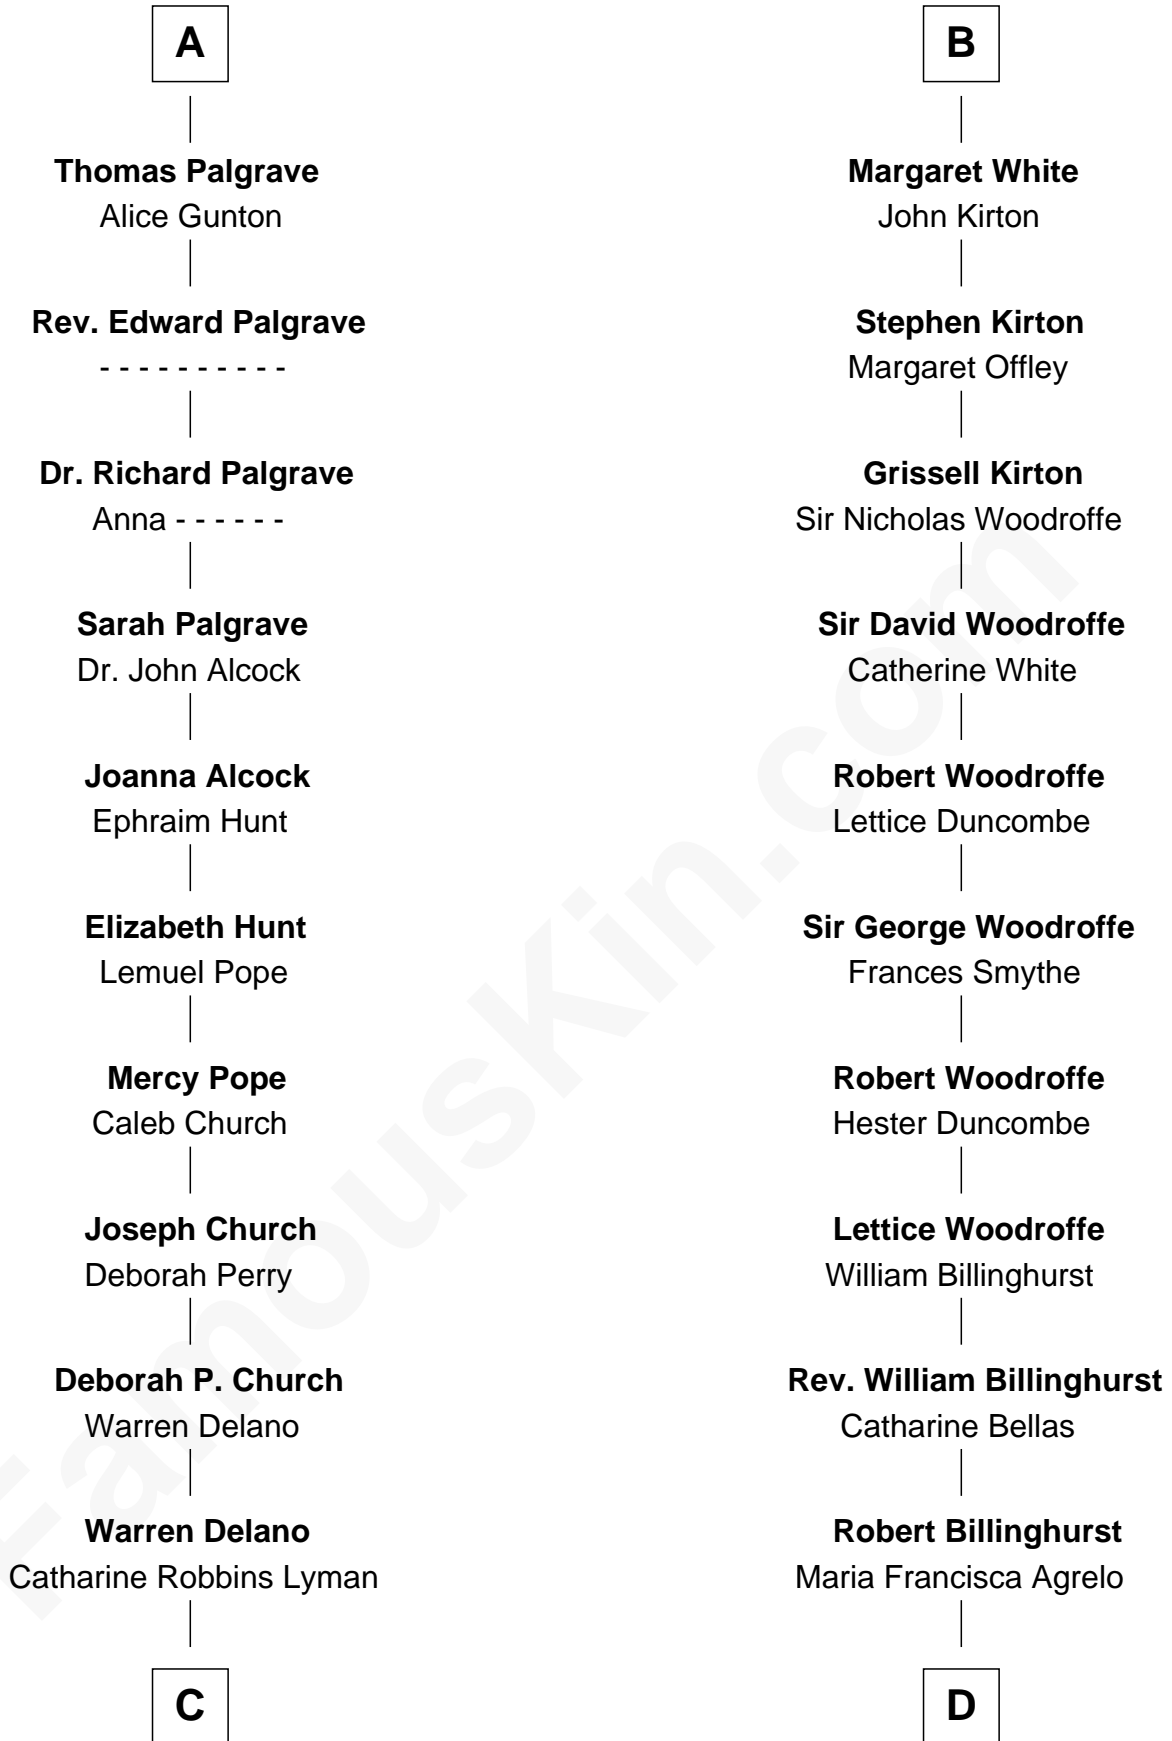 A
Thomas Palgrave
Alice Gunton
Rev. Edward Palgrave
- - - - - - - - - -
Dr. Richard Palgrave
Anna - - - - - -
Sarah Palgrave
Dr. John Alcock
Joanna Alcock
Ephraim Hunt
Elizabeth Hunt
Lemuel Pope
Mercy Pope
Caleb Church
Joseph Church
Deborah Perry
Deborah P. Church
Warren Delano
Warren Delano
Catharine Robbins Lyman
C
B
Margaret White
John Kirton
Stephen Kirton
Margaret Offley
Grissell Kirton
Sir Nicholas Woodroffe
Sir David Woodroffe
Catherine White
Robert Woodroffe
Lettice Duncombe
Sir George Woodroffe
Frances Smythe
Robert Woodroffe
Hester Duncombe
Lettice Woodroffe
William Billinghurst
Rev. William Billinghurst
Catharine Bellas
Robert Billinghurst
Maria Francisca Agrelo
D
FamousKin.com